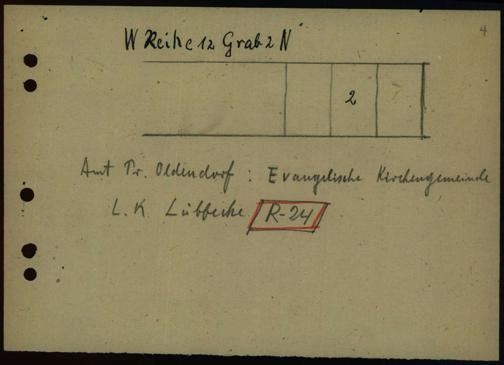 4
W Reihe 12 Grab 2 N
2
Amt Pr. Oldendorf : Evangelische Kirchengemeinde
L. K. Lübbecke R-24